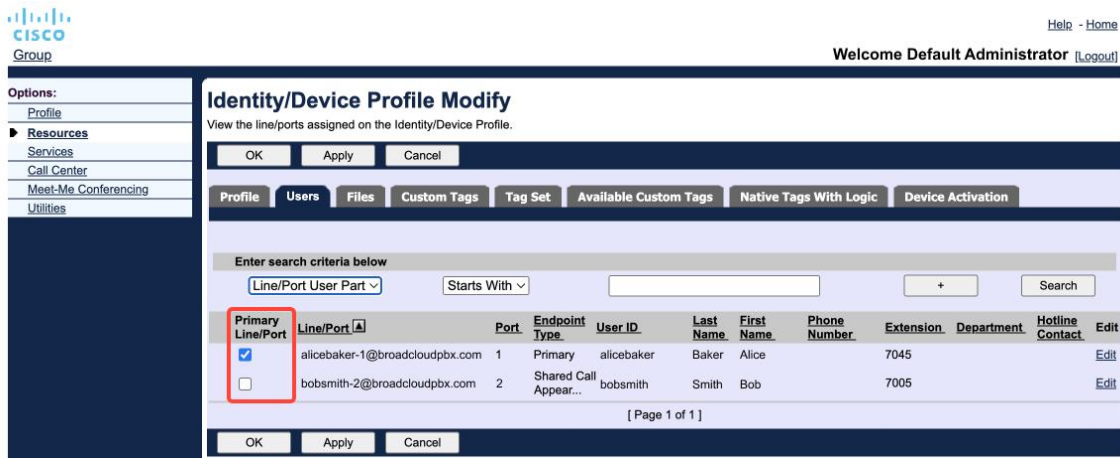 CISCO
Help - Home
Group
Welcome Default Administrator [Logout]
Options:
Profile
Resources
Services
Call Center
Meet-Me Conferencing
Utilities
Identity/Device Profile Modify
View the line/ports assigned on the Identity/Device Profile.
OK Apply Cancel
Profile Users Files Custom Tags Tag Set Available Custom Tags Native Tags With Logic Device Activation
Enter search criteria below
Line/Port User Part Starts With + Search
Primary Line/Port Line/Port Port Endpoint Type User ID Last Name First Name Phone Number Extension Department Hotline Contact Edit
alicebaker-1@broadcloudpbx.com 1 Primary alicebaker Baker Alice 7045 Edit
bobsmith-2@broadcloudpbx.com 2 Shared Call Appear... bobsmith Smith Bob 7005 Edit
[ Page 1 of 1 ]
OK Apply Cancel